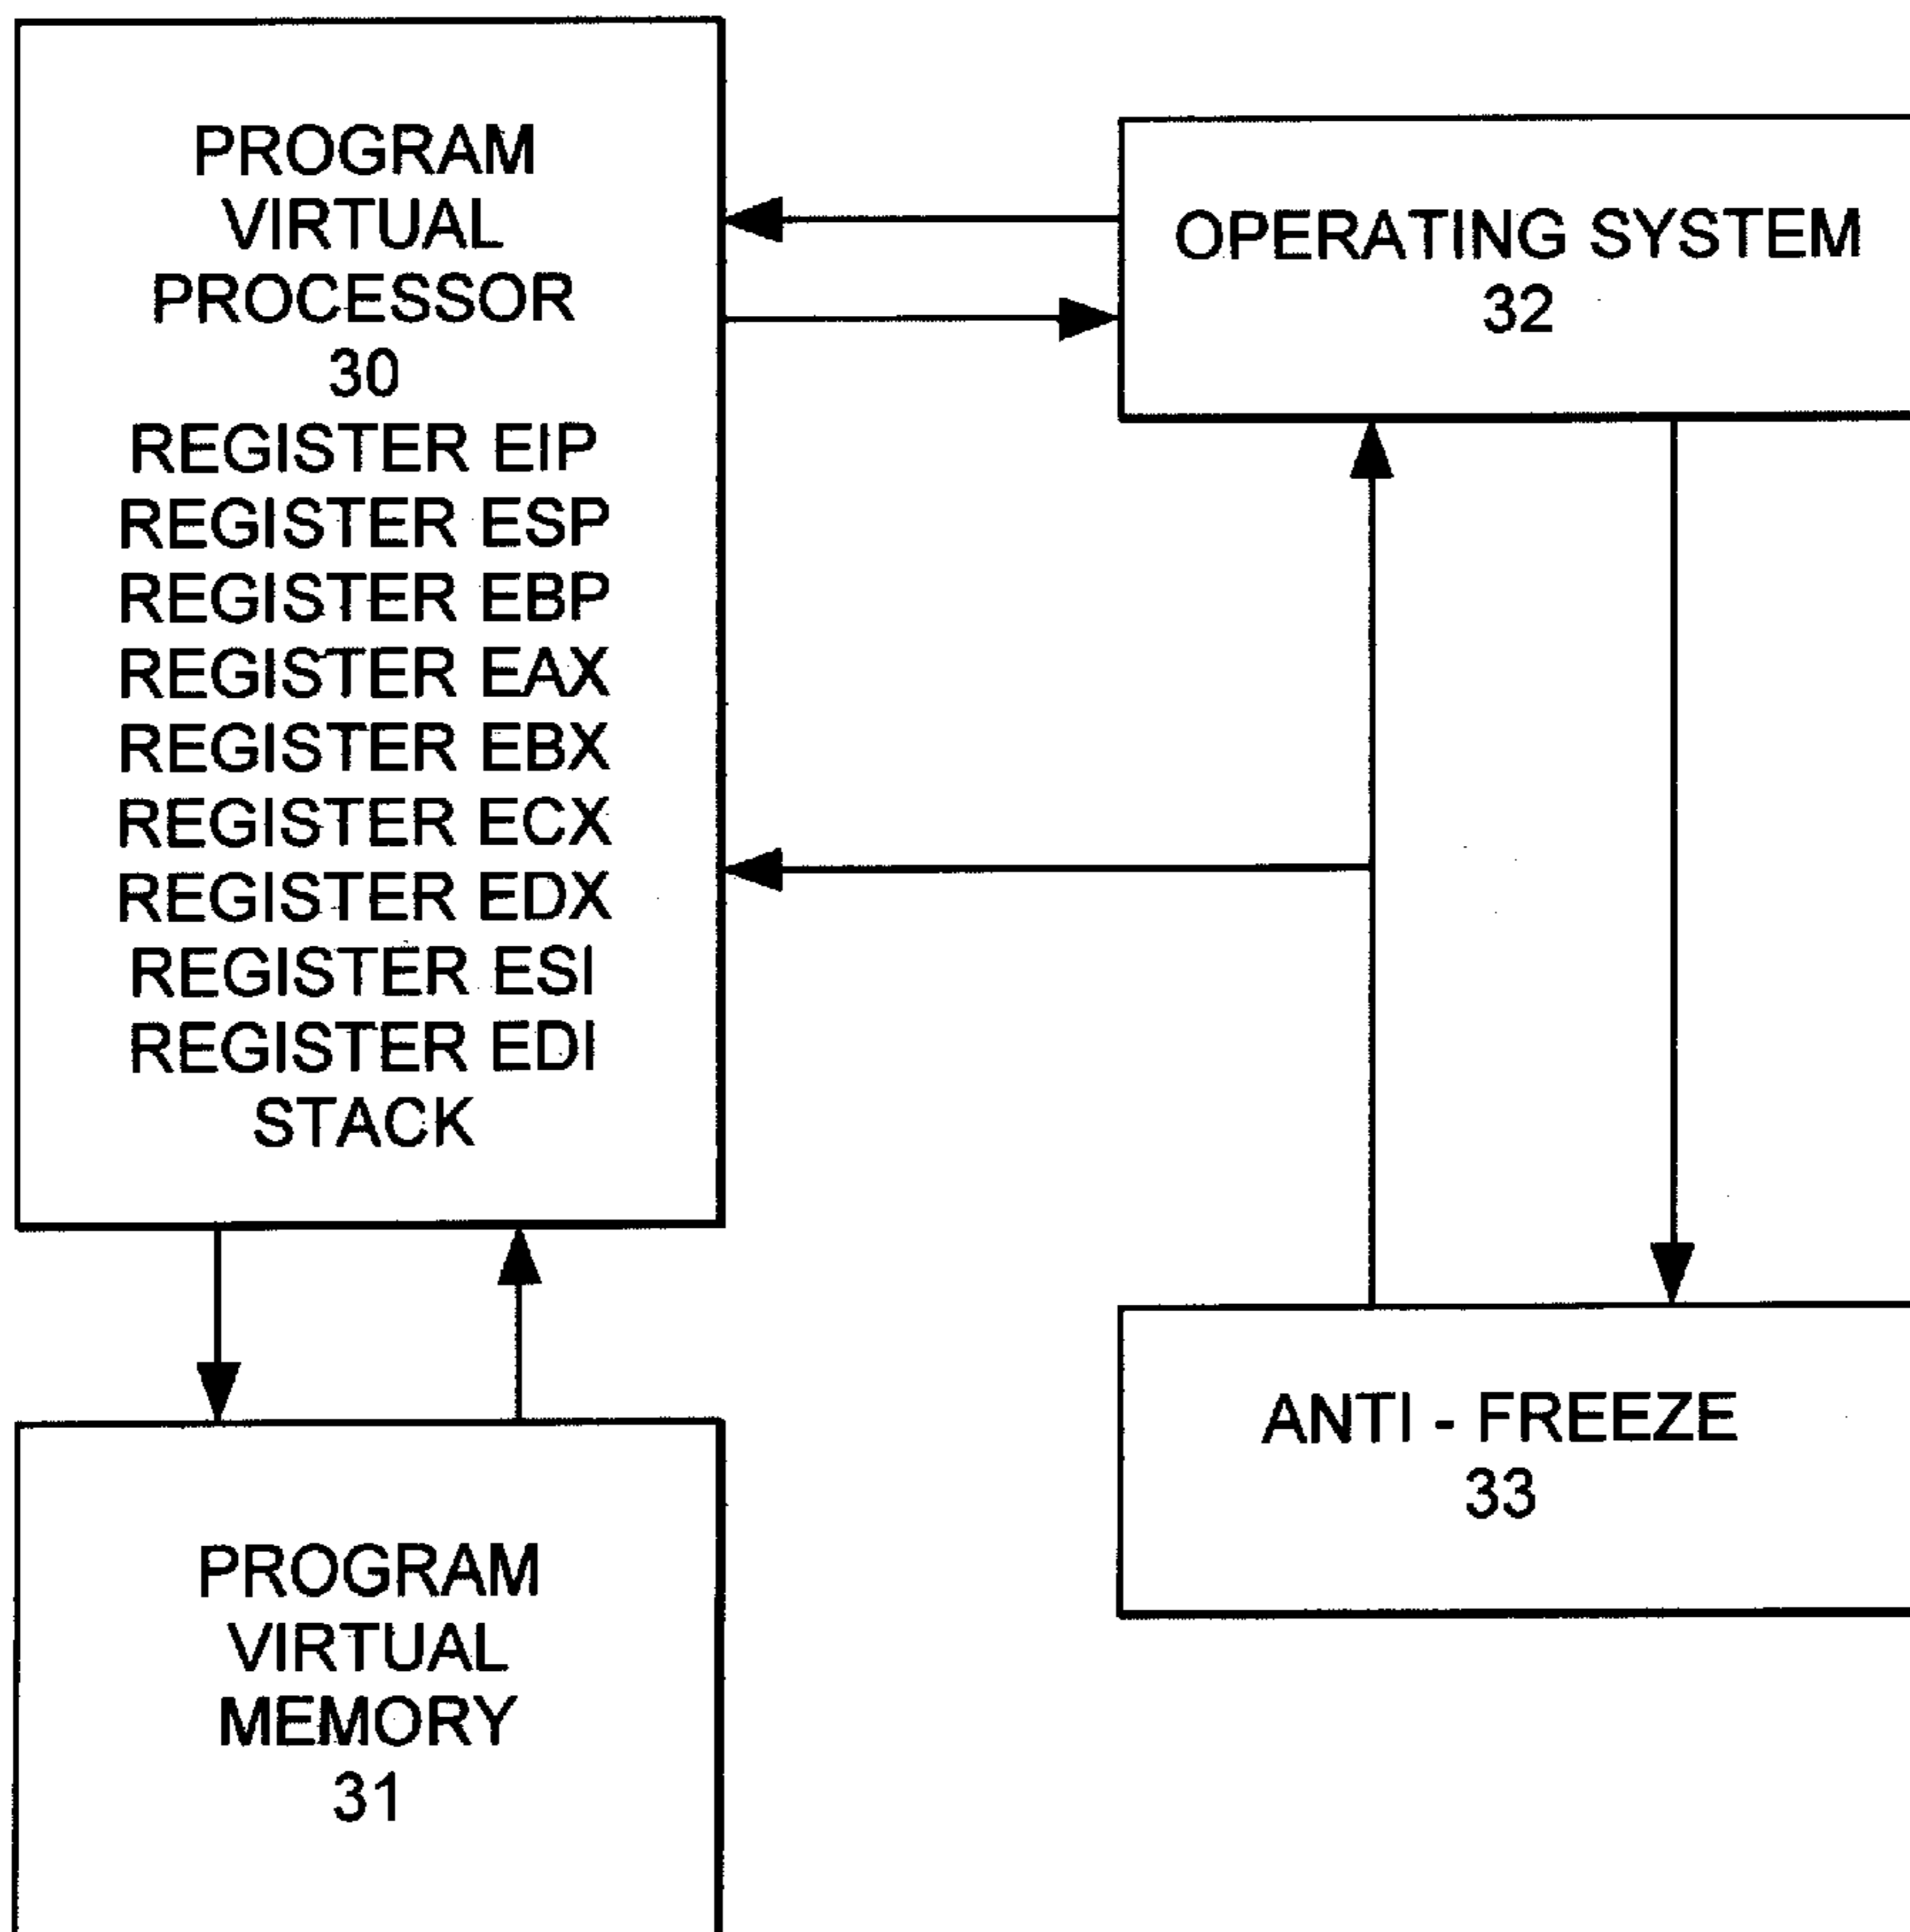 PROGRAM
VIRTUAL
PROCESSOR
30
REGISTER EIP
REGISTER ESP
REGISTER EBP
REGISTER EAX
REGISTER EBX
REGISTER ECX
REGISTER EDX
REGISTER ESI
REGISTER EDI
STACK
OPERATING SYSTEM
32
PROGRAM
VIRTUAL
MEMORY
31
ANTI - FREEZE
33